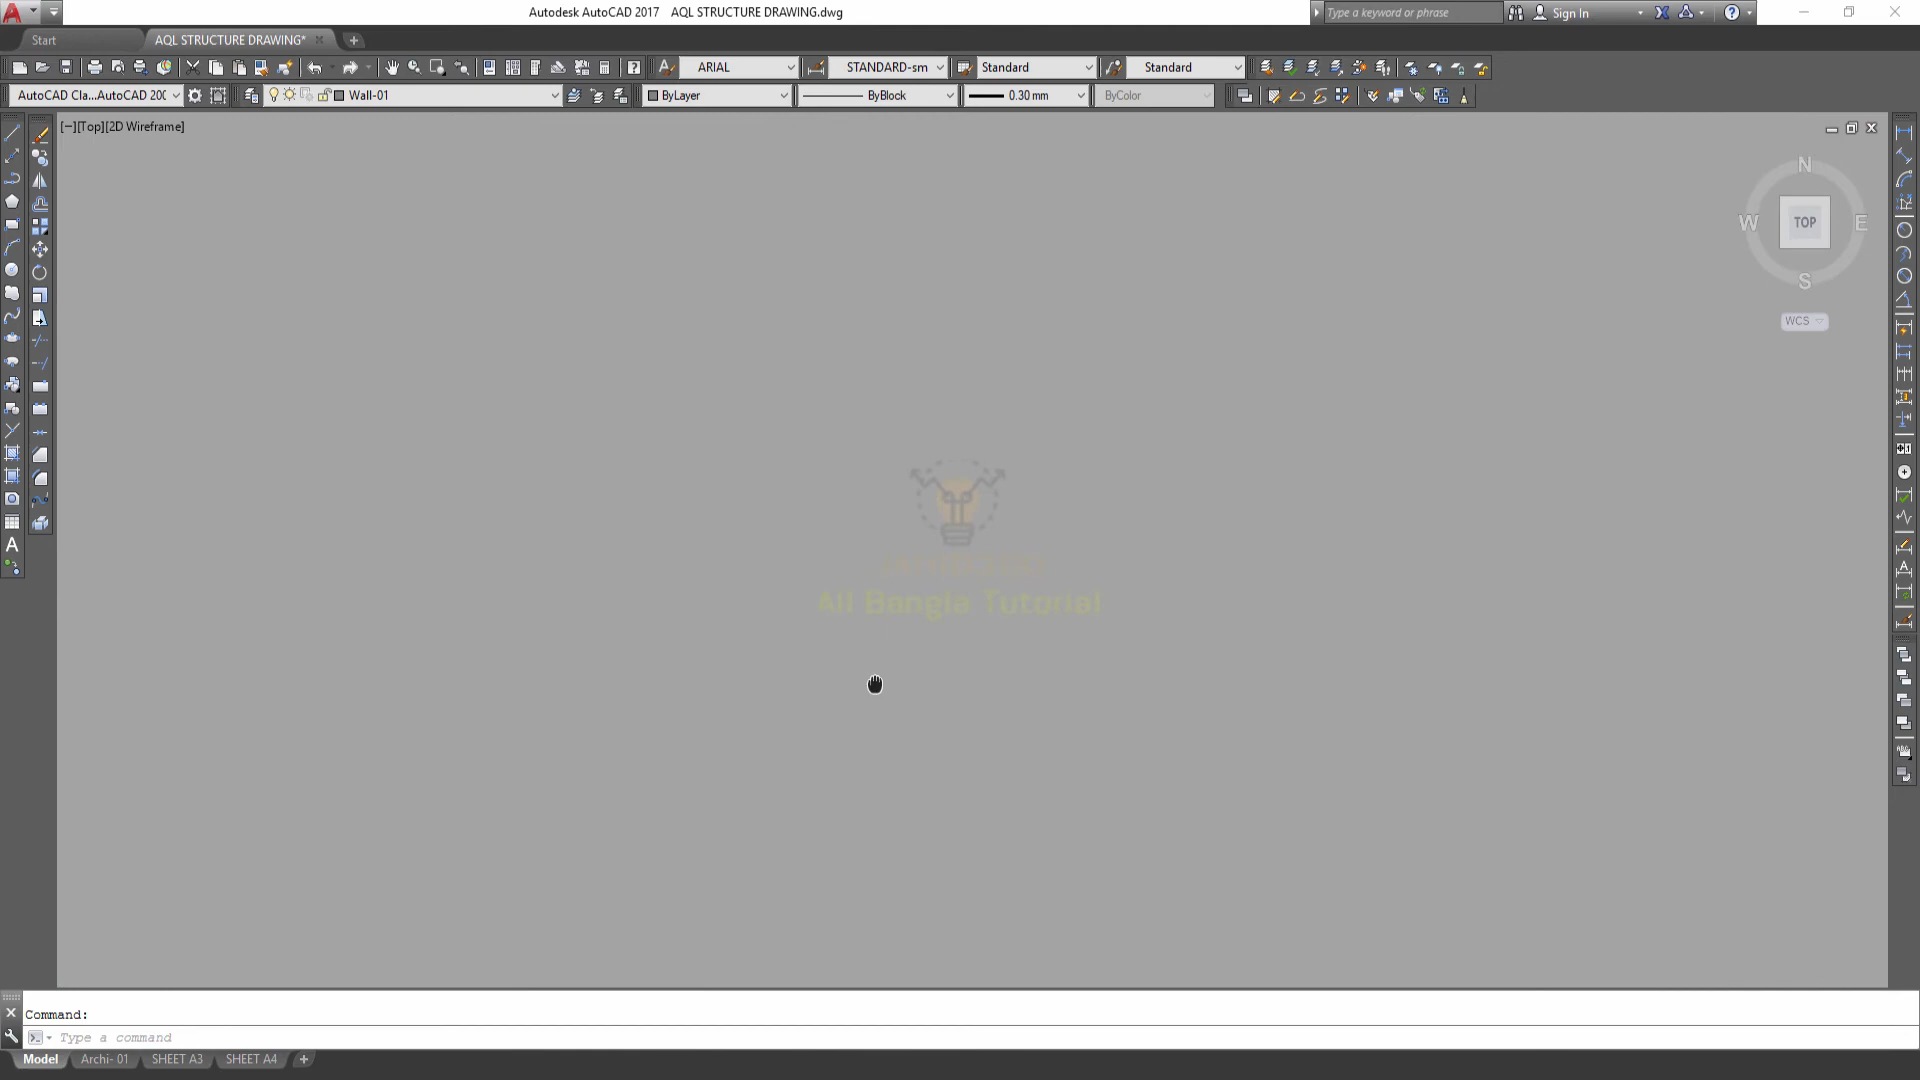 Autodesk AutoCAD 2017 AQL STRUCTURE DRAWING.dwg
Type a keyword or phrase
Sign In
Start
AQL STRUCTURE DRAWING*
ARIAL
STANDARD-sm
Standard
Standard
AutoCAD Cla...AutoCAD 200
Wall-01
ByLayer
ByBlock
0.30 mm
ByColor
[−][Top][2D Wireframe]
N
W
TOP
E
S
WCS
All Bangla Tutorial
Command:
Type a command
Model
Archi- 01
SHEET A3
SHEET A4